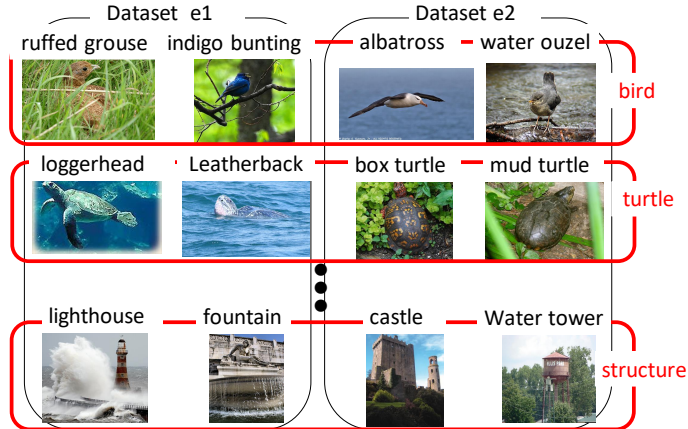 Dataset e1 Dataset e2
ruffed grouse indigo bunting albatross water ouzel
bird
loggerhead Leatherback box turtle mud turtle
turtle
lighthouse fountain castle Water tower
structure